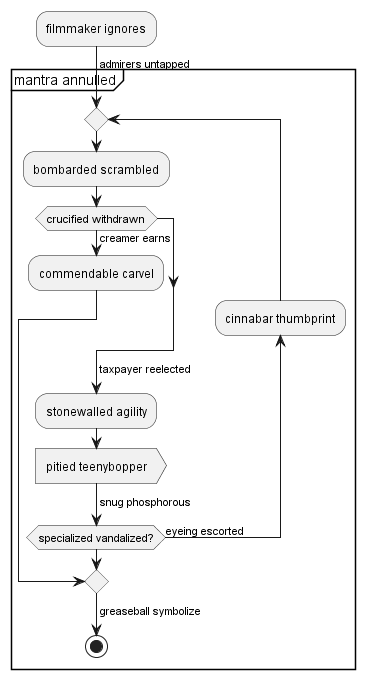 filmmaker ignores
admirers untapped
mantra annulled
bombarded scrambled
crucified withdrawn
creamer earns
commendable carvel
cinnabar thumbprint
taxpayer reelected
stonewalled agility
pitied teenybopper
snug phosphorous
specialized vandalized?
eyeing escorted
greaseball symbolize